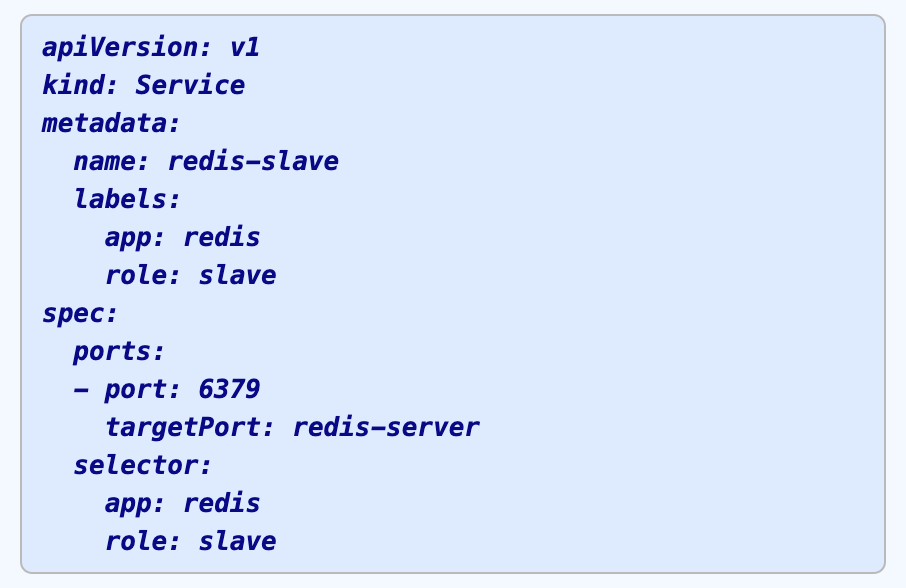 apiVersion: v1
kind: Service
metadata:
  name: redis-slave
  labels:
    app: redis
    role: slave
spec:
  ports:
  - port: 6379
    targetPort: redis-server
  selector:
    app: redis
    role: slave